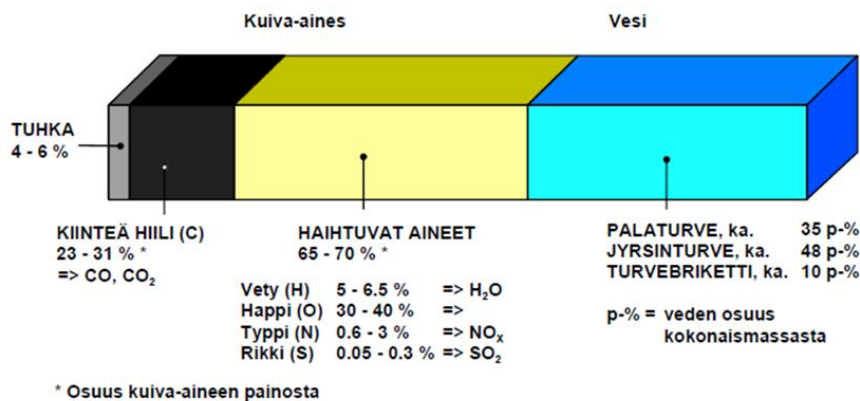 Kuiva-aines Vesi
TUHKA
4 - 6 %
KIINTEÄ HIILI (C)
23 - 31 % *
=> CO, CO₂
HAIHTUVAT AINEET
65 - 70 % *
Vety (H) 5 - 6.5 % => H₂O
Happi (O) 30 - 40 % =>
Typpi (N) 0.6 - 3 % => NOₓ
Rikki (S) 0.05 - 0.3 % => SO₂
PALATURVE, ka. 35 p-%
JYRSINTURVE, ka. 48 p-%
TURVEBRIKETTI, ka. 10 p-%
p-% = veden osuus
kokonaismassasta
* Osuus kuiva-aineen painosta